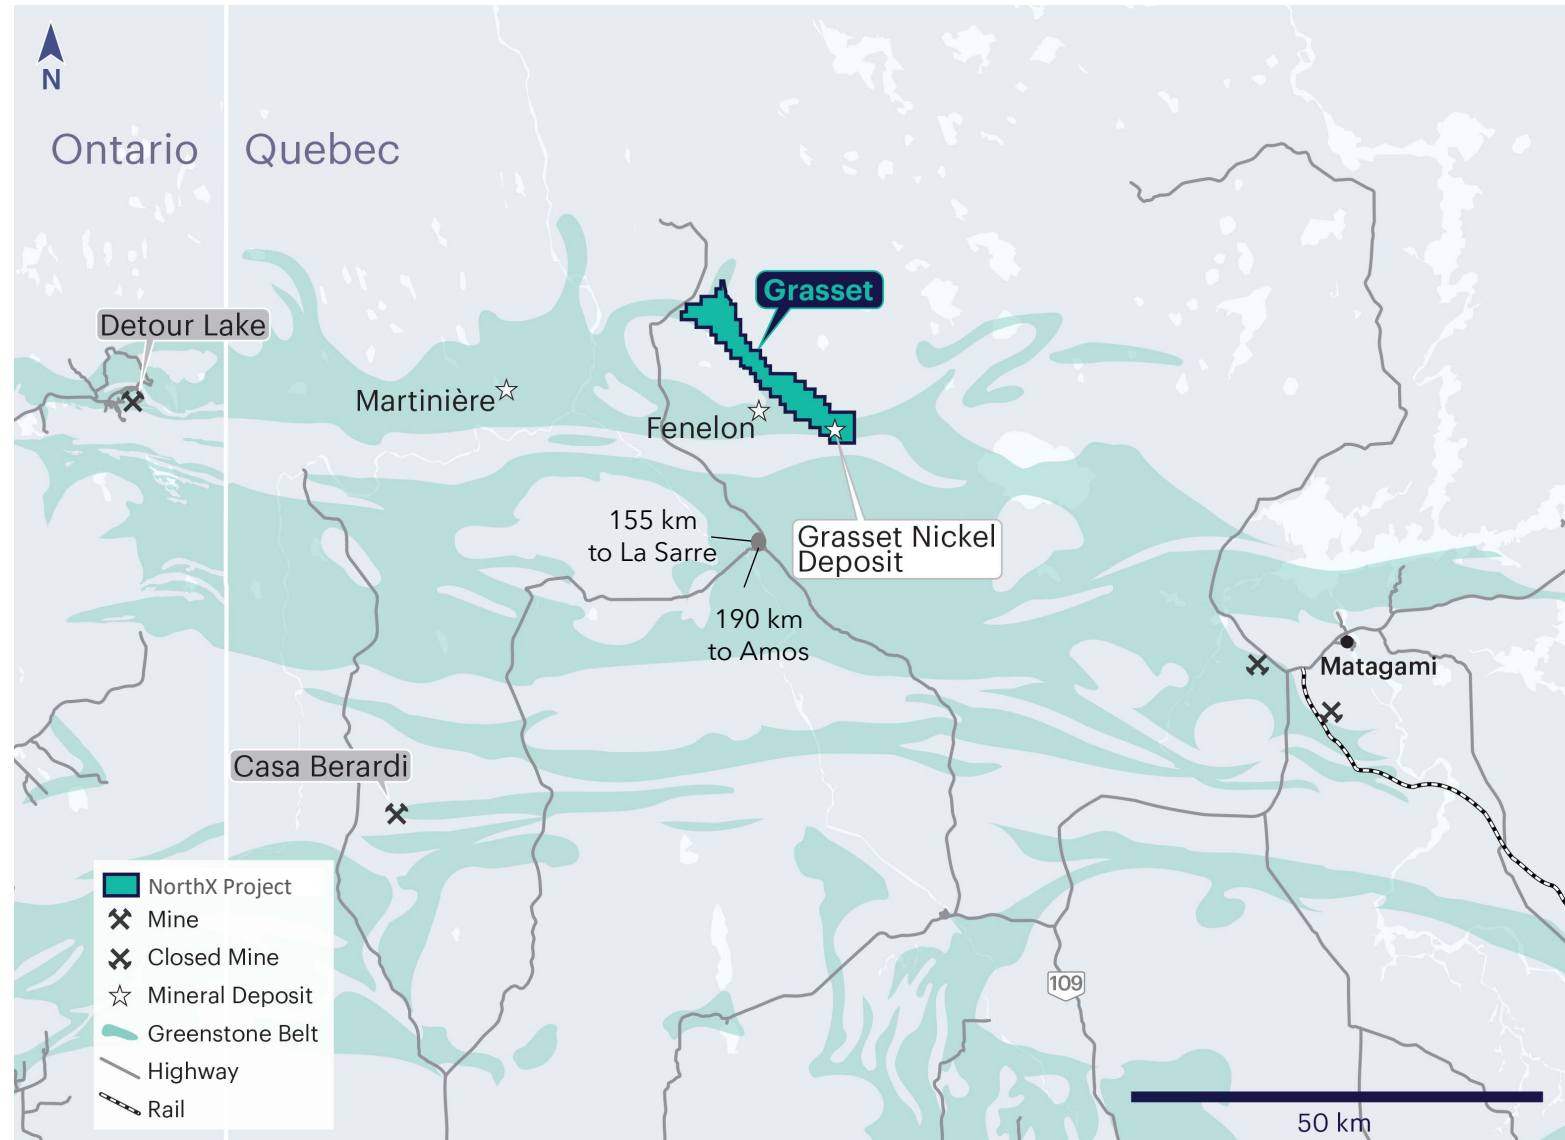 N
Ontario
Quebec
Grasset
Detour Lake
Martinière
Fenelon
155 km
to La Sarre
Grasset Nickel
Deposit
190 km
to Amos
Matagami
Casa Berardi
NorthX Project
Mine
Closed Mine
Mineral Deposit
Greenstone Belt
Highway
Rail
109
50 km